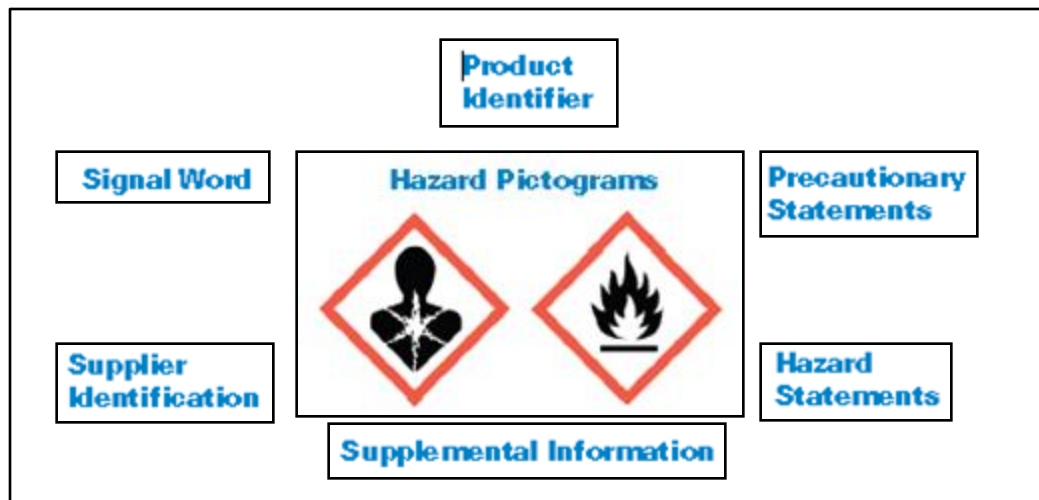 Product
Identifier
Signal Word
Hazard Pictograms
Precautionary
Statements
Supplier
Identification
Hazard
Statements
Supplemental Information